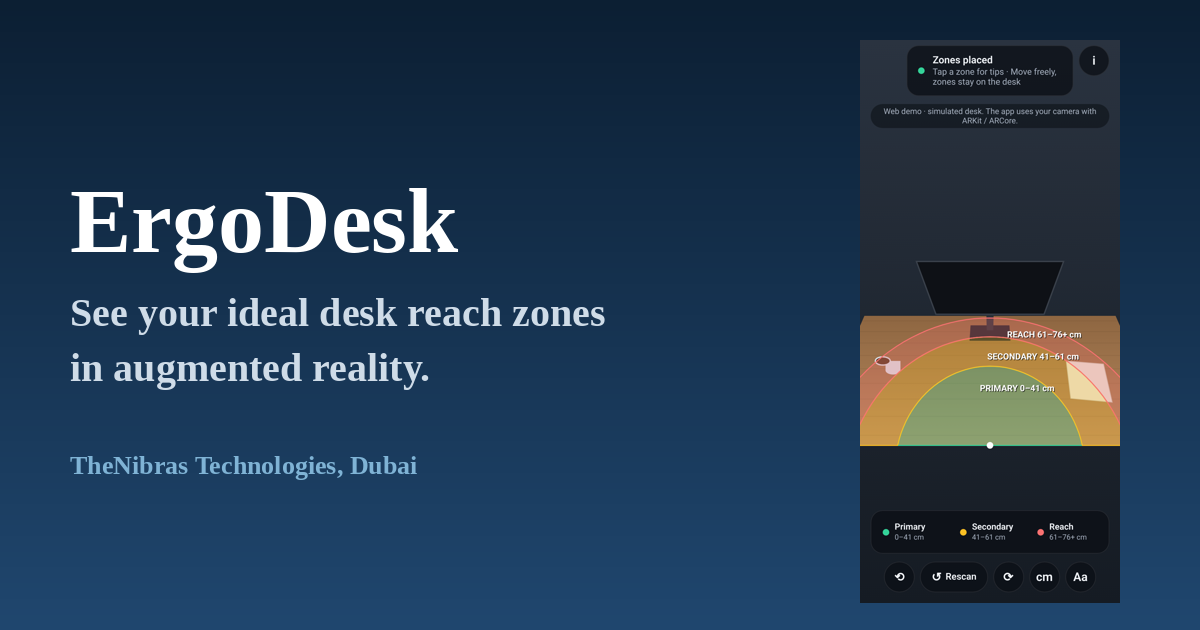 ErgoDesk
See your ideal desk reach zones
in augmented reality.
TheNibras Technologies, Dubai
Zones placed
Tap a zone for tips · Move freely,
zones stay on the desk
i
Web demo · simulated desk. The app uses your camera with
ARKit / ARCore.
REACH 61–76+ cm
SECONDARY 41–61 cm
PRIMARY 0–41 cm
Primary
0–41 cm
Secondary
41–61 cm
Reach
61–76+ cm
⟲
↺ Rescan
⟳
cm
Aa